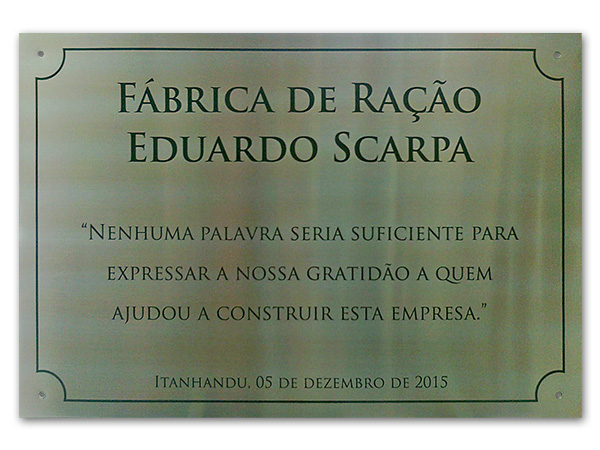 FÁBRICA DE RAÇÃO
EDUARDO SCARPA
“NENHUMA PALAVRA SERIA SUFICIENTE PARA
EXPRESSAR A NOSSA GRATIDÃO A QUEM
AJUDOU A CONSTRUIR ESTA EMPRESA.”
ITANHANDU, 05 DE DEZEMBRO DE 2015